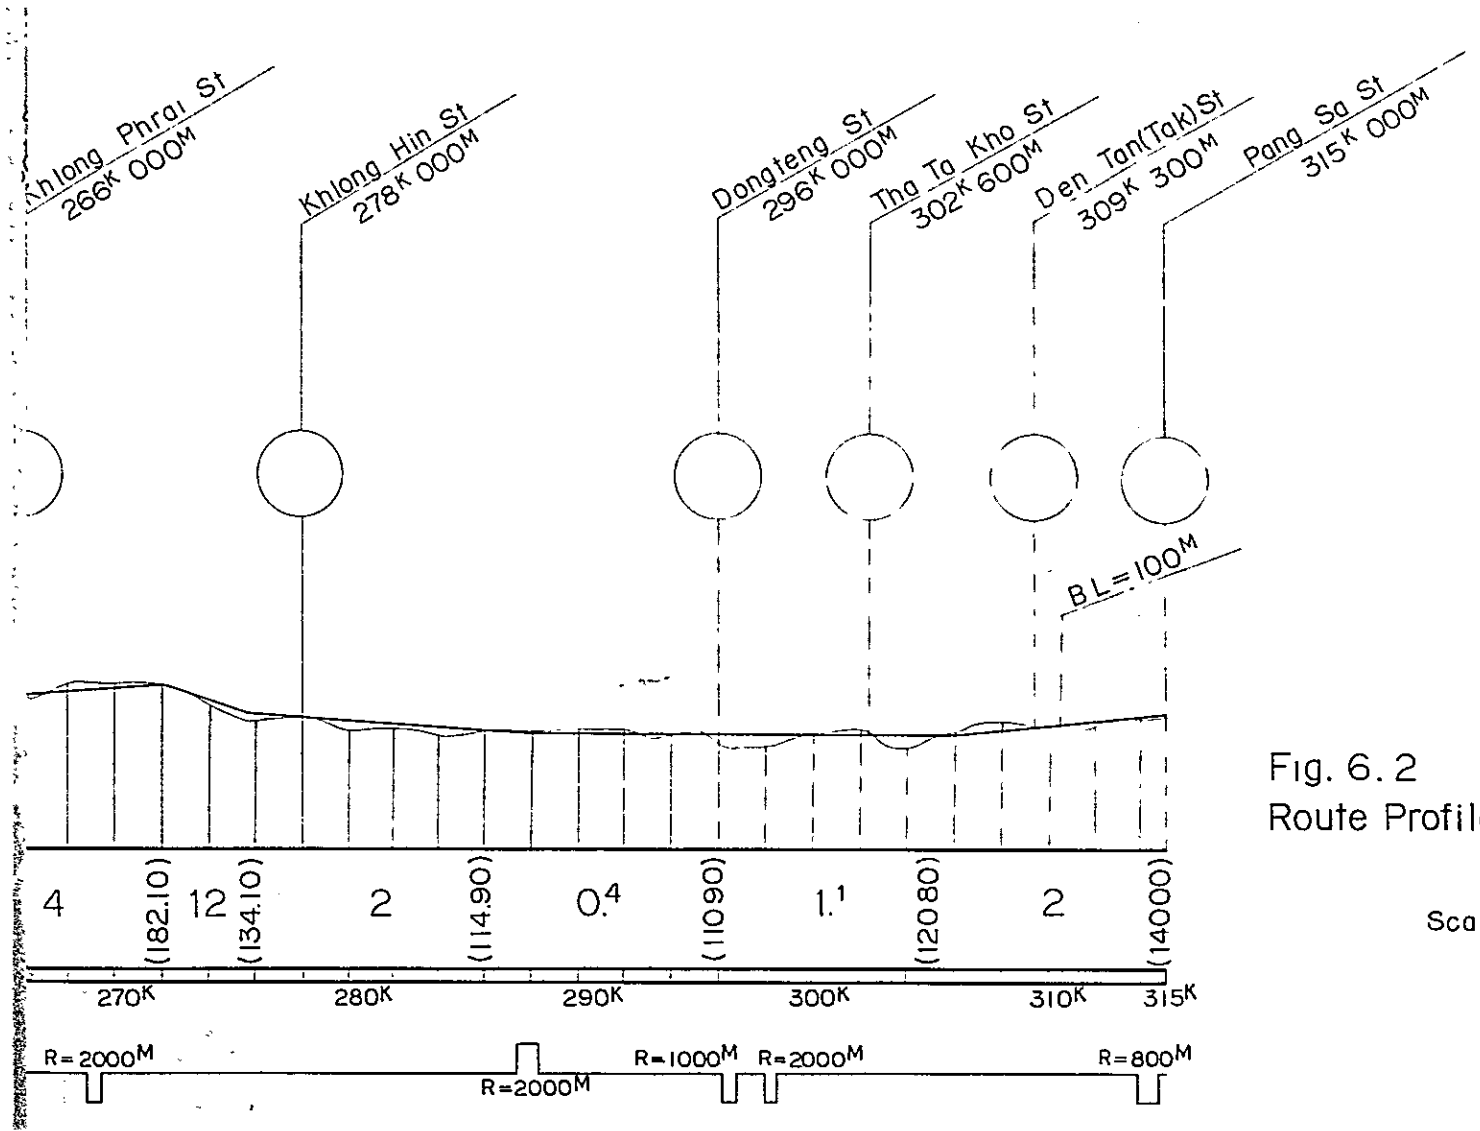 Khlong Phrai St
266K 000M
Khlong Hin St
278K 000M
Dongteng St
296K 000M
Tha Ta Kho St
302K 600M
Den Tan(Tak)St
309K 300M
Pang Sa St
315K 000M
BL=100M
Fig. 6.2
Route Profil
4
(182.10)
12
(134.10)
2
(114.90)
0.4
(110 90)
1.1
(120 80)
2
(140 00)
Sca
270K
280K
290K
300K
310K
315K
R=2000M
R=2000M
R=1000M
R=2000M
R=800M